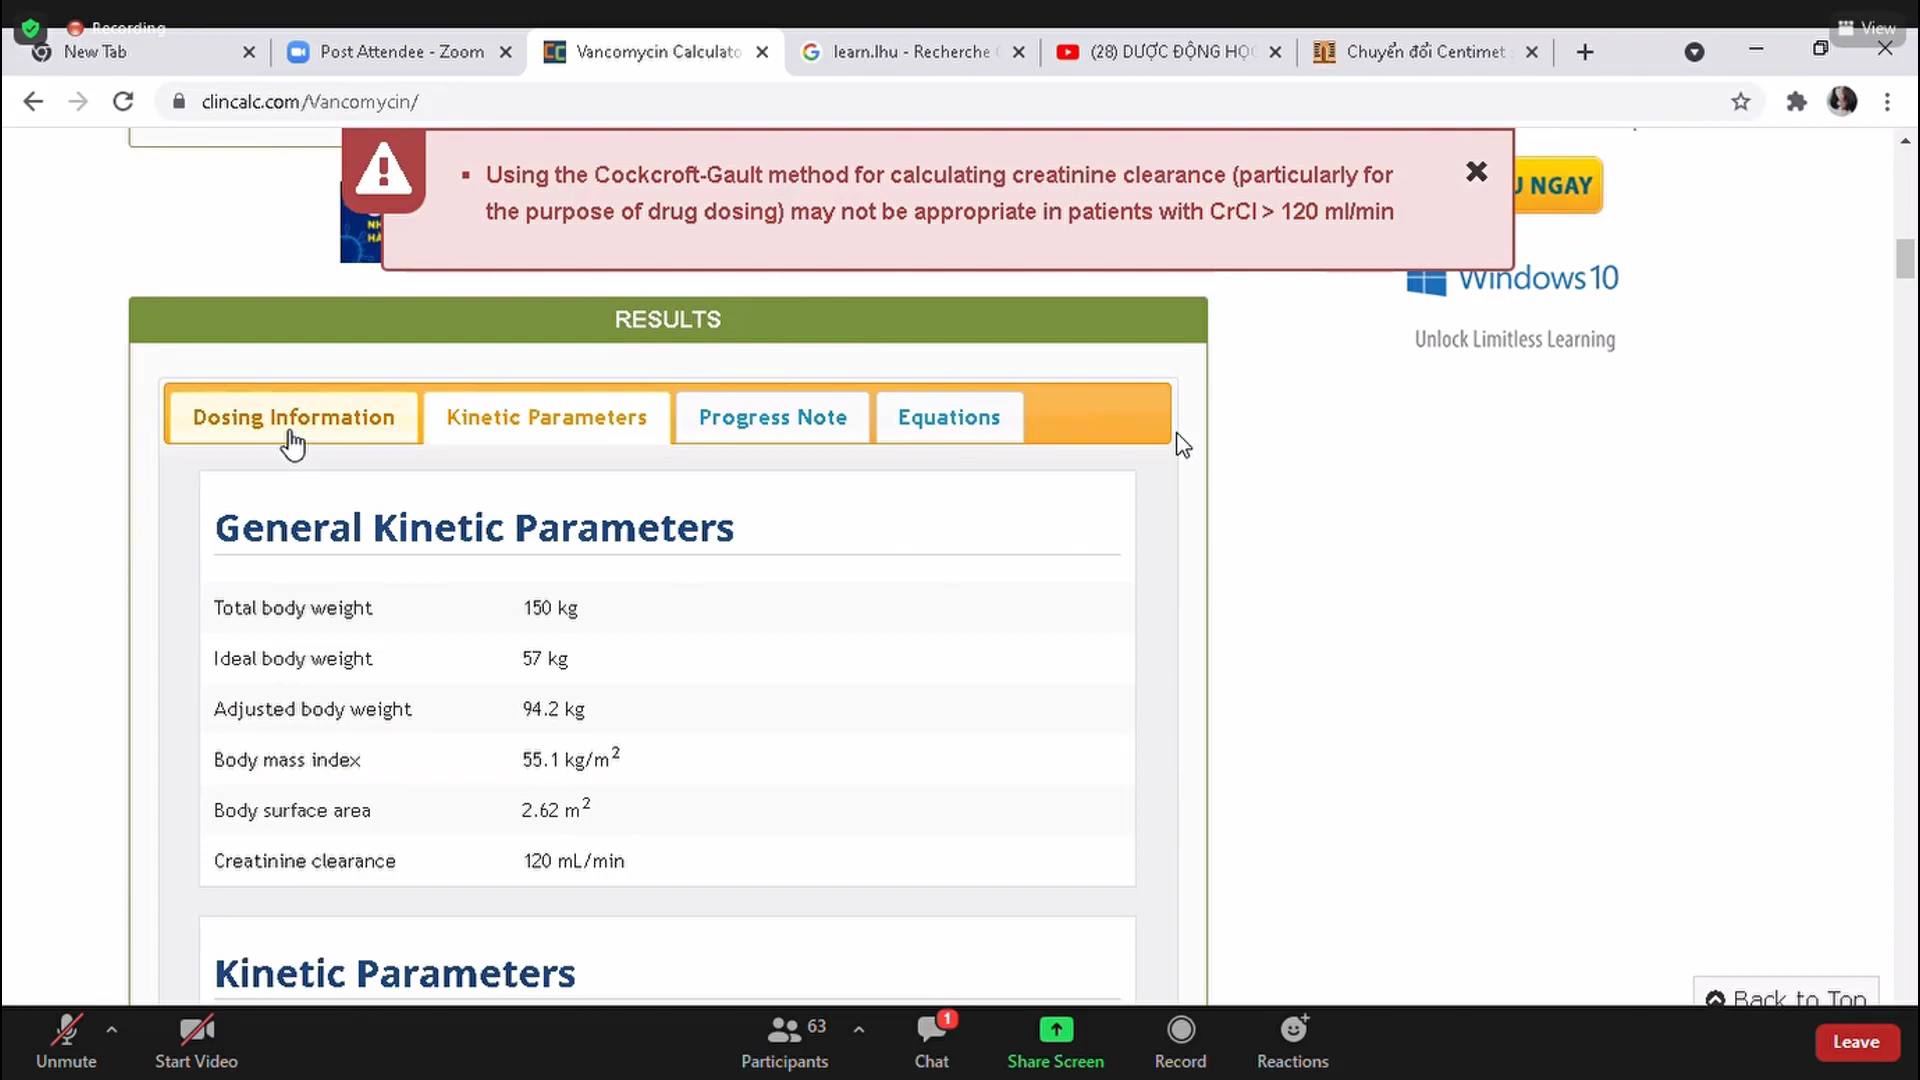 Recording
View
New Tab
Post Attendee - Zoom
Vancomycin Calculato
learn.lhu - Recherche
(28) DƯỢC ĐỘNG HỌC
Chuyển đổi Centimet
clincalc.com/Vancomycin/
Using the Cockcroft-Gault method for calculating creatinine clearance (particularly for
the purpose of drug dosing) may not be appropriate in patients with CrCl > 120 ml/min
NGAY
Windows 10
Unlock Limitless Learning
RESULTS
Dosing Information
Kinetic Parameters
Progress Note
Equations
General Kinetic Parameters
Total body weight 150 kg
Ideal body weight 57 kg
Adjusted body weight 94.2 kg
Body mass index 55.1 kg/m²
Body surface area 2.62 m²
Creatinine clearance 120 mL/min
Kinetic Parameters
Back to Top
Unmute
Start Video
63
Participants
1
Chat
Share Screen
Record
Reactions
Leave